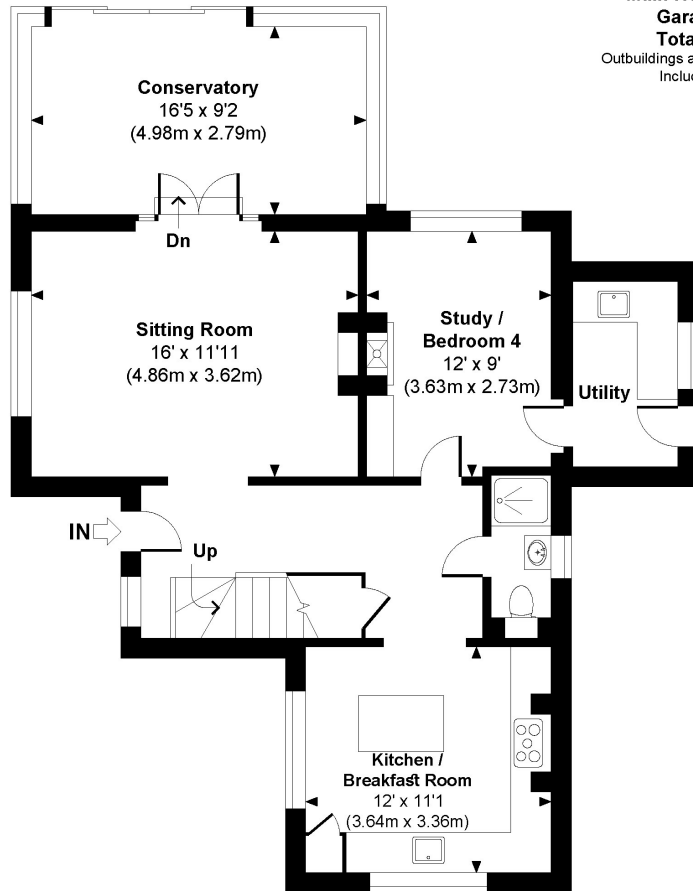 Gara
Tota
Outbuildings a
Includ
Conservatory
16'5 x 9'2
(4.98m x 2.79m)
Dn
Sitting Room
16' x 11'11
(4.86m x 3.62m)
Study /
Bedroom 4
12' x 9'
(3.63m x 2.73m)
Utility
IN
Up
Kitchen /
Breakfast Room
12' x 11'1
(3.64m x 3.36m)